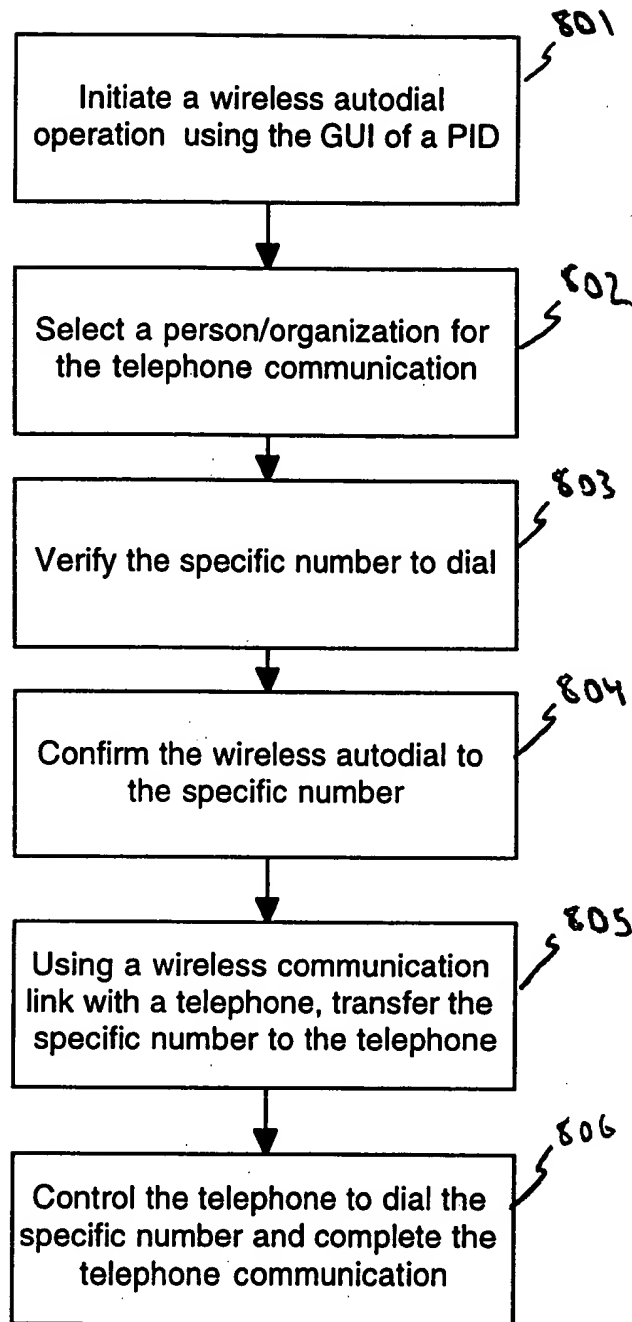 801
Initiate a wireless autodial
operation using the GUI of a PID
802
Select a person/organization for
the telephone communication
803
Verify the specific number to dial
804
Confirm the wireless autodial to
the specific number
805
Using a wireless communication
link with a telephone, transfer the
specific number to the telephone
806
Control the telephone to dial the
specific number and complete the
telephone communication